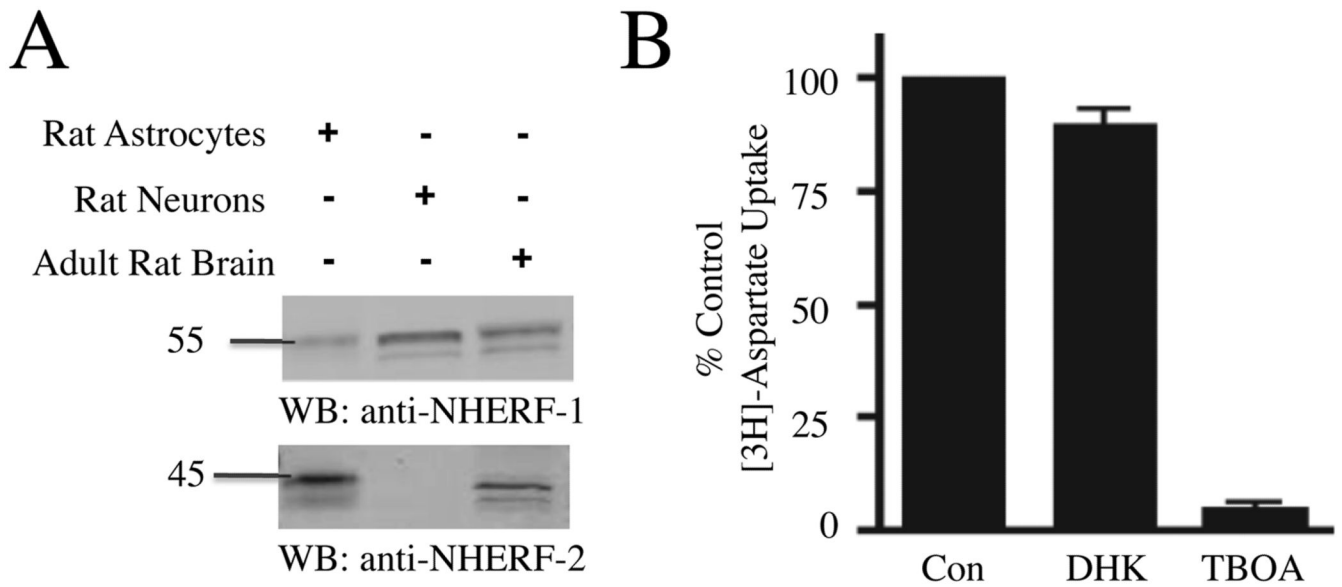 A
Rat Astrocytes + - -
Rat Neurons - + -
Adult Rat Brain - - +
55
WB: anti-NHERF-1
45
WB: anti-NHERF-2
B
% Control
[3H]-Aspartate Uptake
100
75
50
25
0
Con DHK TBOA